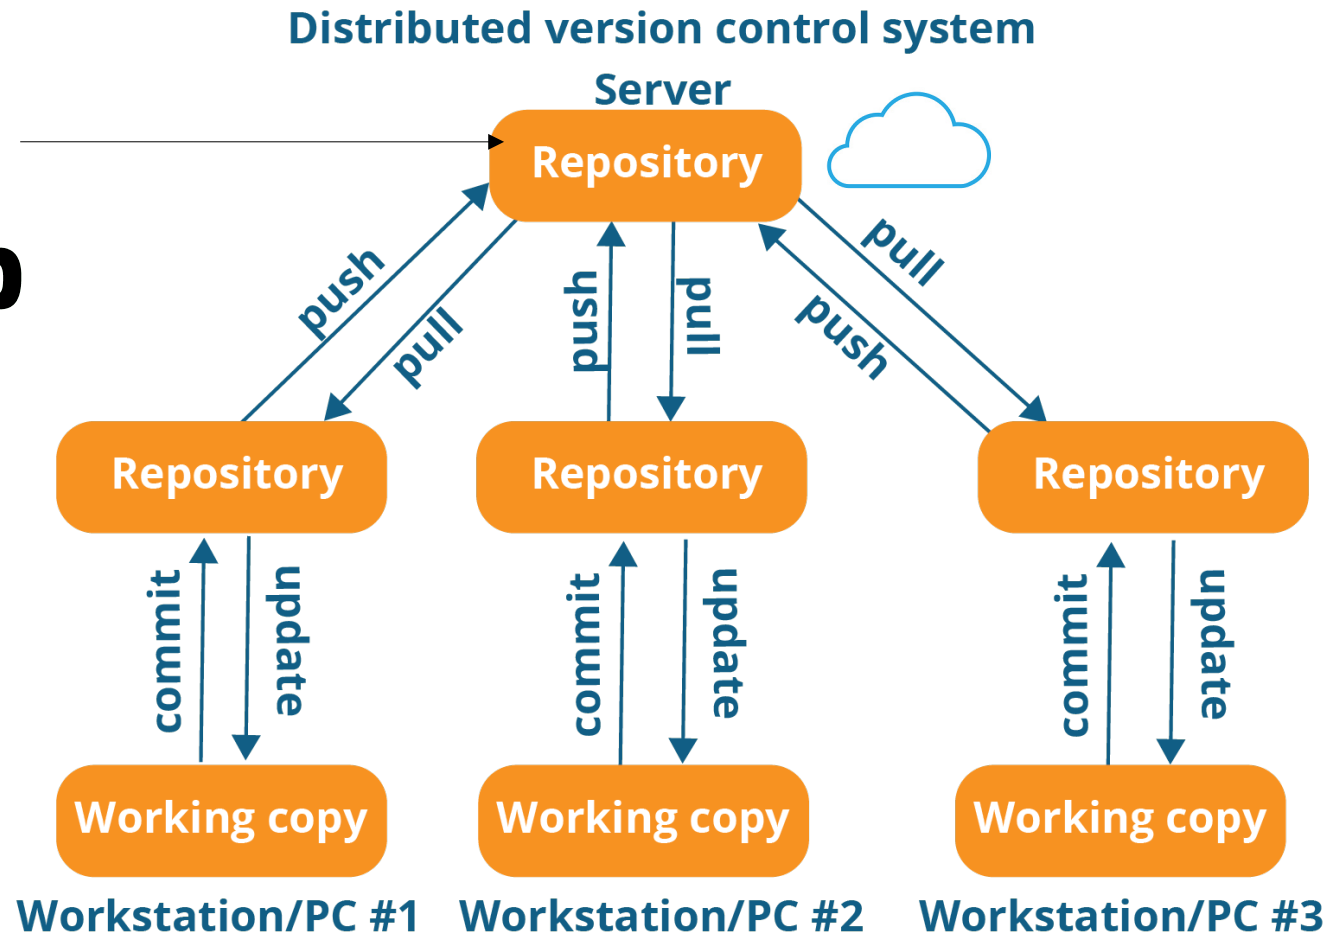 Distributed version control system
Server
Repository
push
pull
push
pull
push
pull
Repository
Repository
Repository
commit
update
commit
update
commit
update
Working copy
Working copy
Working copy
Workstation/PC #1
Workstation/PC #2
Workstation/PC #3